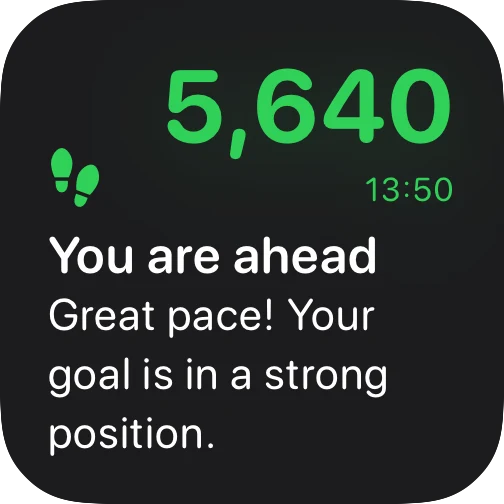 5,640
13:50
You are ahead
Great pace! Your
goal is in a strong
position.